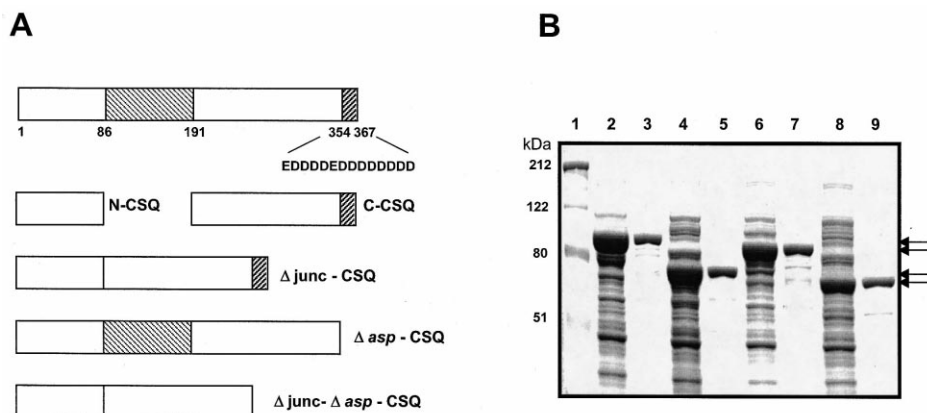 A
1 86 191 354 367
EDDDDEDDDDDDDD
N-CSQ C-CSQ
Δ junc - CSQ
Δ asp - CSQ
Δ junc- Δ asp - CSQ
B
1 2 3 4 5 6 7 8 9
kDa
212
122
80
51